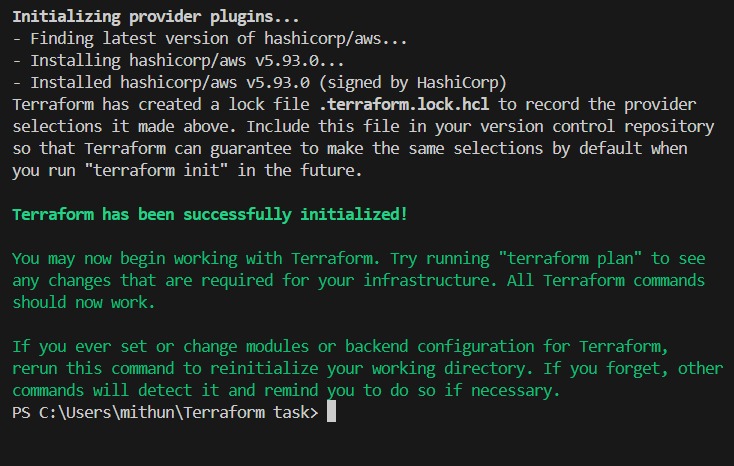 Initializing provider plugins...
- Finding latest version of hashicorp/aws...
- Installing hashicorp/aws v5.93.0...
- Installed hashicorp/aws v5.93.0 (signed by HashiCorp)
Terraform has created a lock file .terraform.lock.hcl to record the provider
selections it made above. Include this file in your version control repository
so that Terraform can guarantee to make the same selections by default when
you run "terraform init" in the future.
Terraform has been successfully initialized!
You may now begin working with Terraform. Try running "terraform plan" to see
any changes that are required for your infrastructure. All Terraform commands
should now work.
If you ever set or change modules or backend configuration for Terraform,
rerun this command to reinitialize your working directory. If you forget, other
commands will detect it and remind you to do so if necessary.
PS C:\Users\mithun\Terraform task>